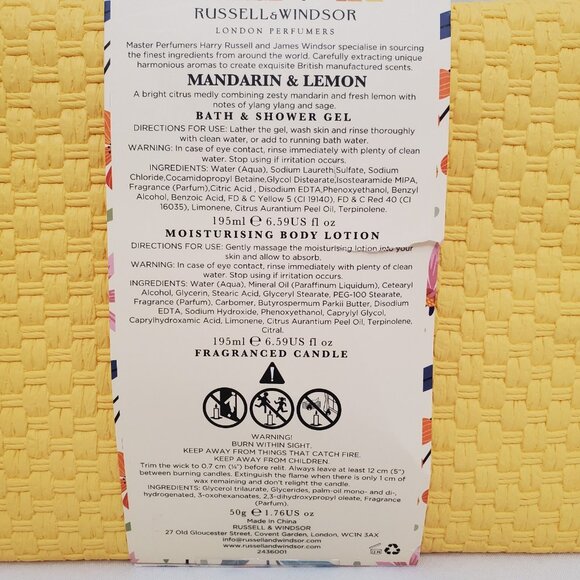 RUSSELL&WINDSOR
LONDON PERFUMERS
Master Perfumers Harry Russell and James Windsor specialise in sourcing
the finest ingredients from around the world. Carefully extracting unique
harmonious aromas to create exquisite British manufactured scents.
MANDARIN & LEMON
A bright citrus medly combining zesty mandarin and fresh lemon with
notes of ylang ylang and sage.
BATH & SHOWER GEL
DIRECTIONS FOR USE: Lather the gel, wash skin and rinse thoroughly
with clean water, or add to running bath water.
WARNING: In case of eye contact, rinse immediately with plenty of clean
water. Stop using if irritation occurs.
INGREDIENTS: Water (Aqua), Sodium Laureth Sulfate, Sodium
Chloride,Cocamidopropyl Betaine,Glycol Distearate,Isostearamide MIPA,
Fragrance (Parfum),Citric Acid , Disodium EDTA,Phenoxyethanol, Benzyl
Alcohol, Benzoic Acid, FD & C Yellow 5 (CI 19140), FD & C Red 40 (CI
16035), Limonene, Citrus Aurantium Peel Oil, Terpinolene.
195ml ℮ 6.59US fl oz
MOISTURISING BODY LOTION
DIRECTIONS FOR USE: Gently massage the moisturising lotion into your
skin and allow to absorb.
WARNING: In case of eye contact, rinse immediately with plenty of clean
water. Stop using if irritation occurs.
INGREDIENTS: Water (Aqua), Mineral Oil (Paraffinum Liquidum), Cetearyl
Alcohol, Glycerin, Stearic Acid, Glyceryl Stearate, PEG-100 Stearate,
Fragrance (Parfum), Carbomer, Butyrospermum Parkii Butter, Disodium
EDTA, Sodium Hydroxide, Phenoxyethanol, Caprylyl Glycol,
Caprylhydroxamic Acid, Limonene, Citrus Aurantium Peel Oil, Terpinolene,
Citral.
195ml ℮ 6.59US fl oz
FRAGRANCED CANDLE
WARNING!
BURN WITHIN SIGHT.
KEEP AWAY FROM THINGS THAT CATCH FIRE.
KEEP AWAY FROM CHILDREN.
Trim the wick to 0.7 cm (¼") before relit. Always leave at least 12 cm (5")
between burning candles. Extinguish the flame when there is only 1 cm of
wax remaining and don't relight the candle.
INGREDIENTS: Glycerol trilaurate, Glycerides, palm-oil mono- and di-,
hydrogenated, 3-oxohexanoates, 2,3-dihydroxypropyl oleate, Fragrance
(Parfum).
50g ℮ 1.76US oz
Made in China
RUSSELL & WINDSOR
27 Old Gloucester Street, Covent Garden, London, WC1N 3AX
info@russellandwindsor.com
www.russellandwindsor.com
2436001